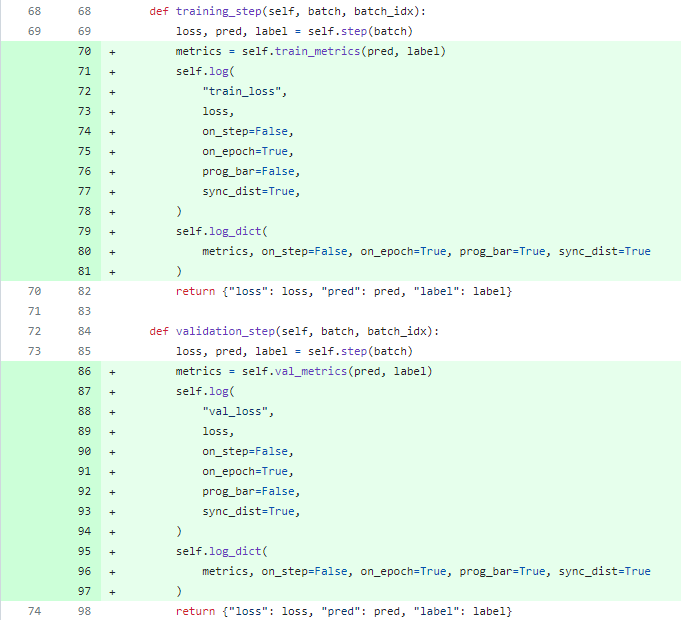 68 68 def training_step(self, batch, batch_idx):
69 69 loss, pred, label = self.step(batch)
70 + metrics = self.train_metrics(pred, label)
71 + self.log(
72 + "train_loss",
73 + loss,
74 + on_step=False,
75 + on_epoch=True,
76 + prog_bar=False,
77 + sync_dist=True,
78 + )
79 + self.log_dict(
80 + metrics, on_step=False, on_epoch=True, prog_bar=True, sync_dist=True
81 + )
70 82 return {"loss": loss, "pred": pred, "label": label}
71 83
72 84 def validation_step(self, batch, batch_idx):
73 85 loss, pred, label = self.step(batch)
86 + metrics = self.val_metrics(pred, label)
87 + self.log(
88 + "val_loss",
89 + loss,
90 + on_step=False,
91 + on_epoch=True,
92 + prog_bar=False,
93 + sync_dist=True,
94 + )
95 + self.log_dict(
96 + metrics, on_step=False, on_epoch=True, prog_bar=True, sync_dist=True
97 + )
74 98 return {"loss": loss, "pred": pred, "label": label}